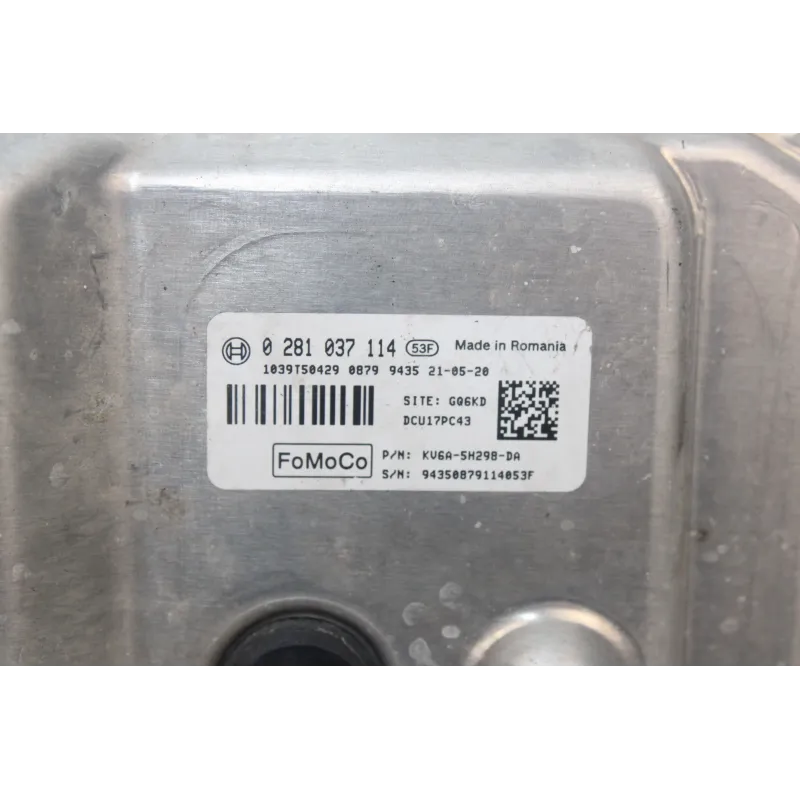 0 281 037 114 53F Made in Romania
1039T50429 0879 9435 21-05-20
SITE: GQ6KD
DCU17PC43
FoMoCo
P/N: KV6A-5H298-DA
S/N: 94350879114053F